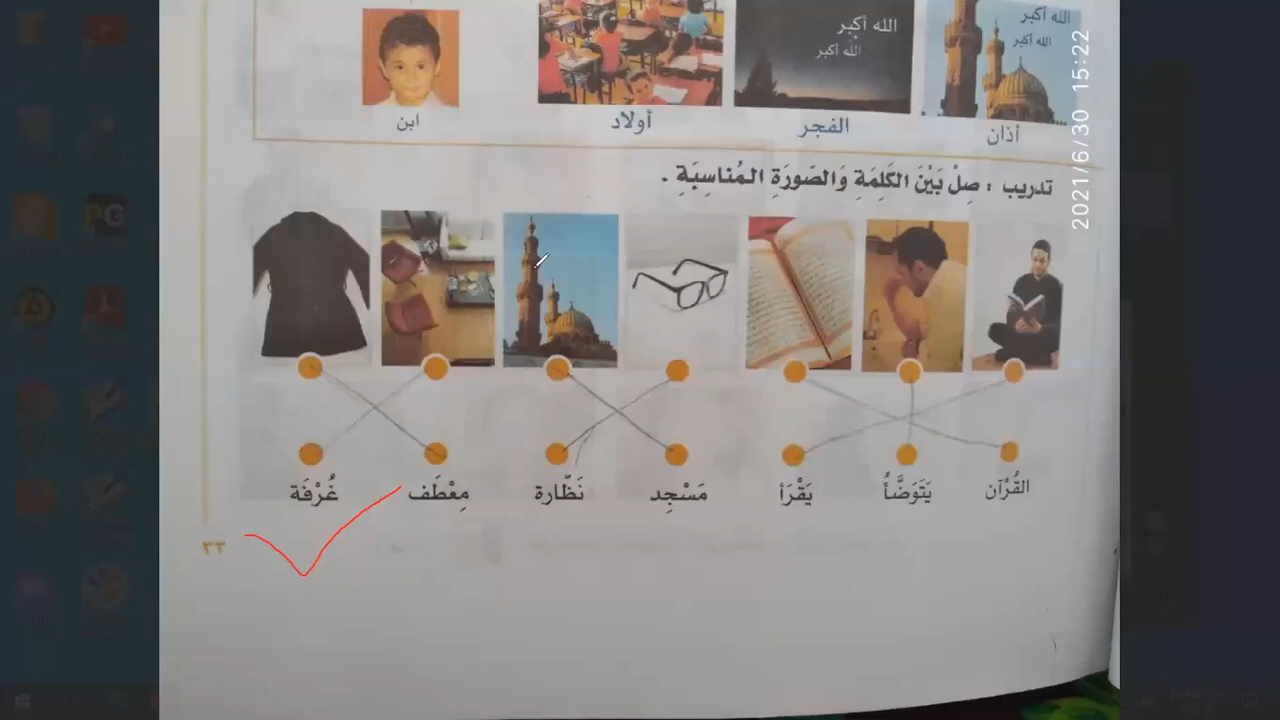 الله أكبر
الله أكبر
الله أكبر
الله أكبر
أذان الفجر أولاد ابن
تدريب : صِلْ بَيْنَ الكَلِمَةِ وَالصّورَةِ المُناسِبَةِ .
القُرْآن يَتَوَضَّأُ يَقْرَأ مَسْجِد نَظّارة مِعْطَف غُرْفَة
٣٢
2021/6/30 15:22